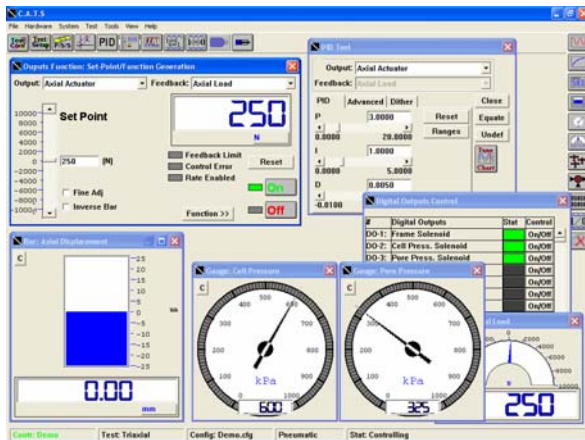 C.A.T.S
File Hardware System Test Tools View Help
PID
Ouputs Function: Set-Point/Function Generation
Output: Axial Actuator Feedback: Axial Load
10000
8000
6000
4000
2000
0
-2000
-4000
-6000
-8000
-10000
Set Point
250 (N)
Fine Adj
Inverse Bar
250
N
Feedback Limit
Control Error
Rate Enabled
Reset
On
Off
Function >>
PID Tool
Output: Axial Actuator
Feedback: Axial Load
PID Advanced Dither
P 3.0000
0.0000 20.0000
I 1.0000
0.0000 5.0000
D 0.0050
-0.0100
Reset
Ranges
Close
Equate
Undef
Tune
Chart
Digital Outputs Control
# Digital Outputs Stat Control
DO-1: Frame Solenoid On/Off
DO-2: Cell Press. Solenoid On/Off
DO-3: Pore Press. Solenoid On/Off
On/Off
On/Off
On/Off
Bar: Axial Displacement
C
25
20
15
10
5
0
-5
-10
-15
-20
-25
0.00
mm
Gauge: Cell Pressure
C
0 100 200 300 400 500 600 700 800 900 1000
kPa
600
Gauge: Pore Pressure
C
0 100 200 300 400 500 600 700 800 900 1000
kPa
325
Load
250
Contr: Demo Test: Triaxial Config: Demo.cfg Pneumatic Stat: Controlling